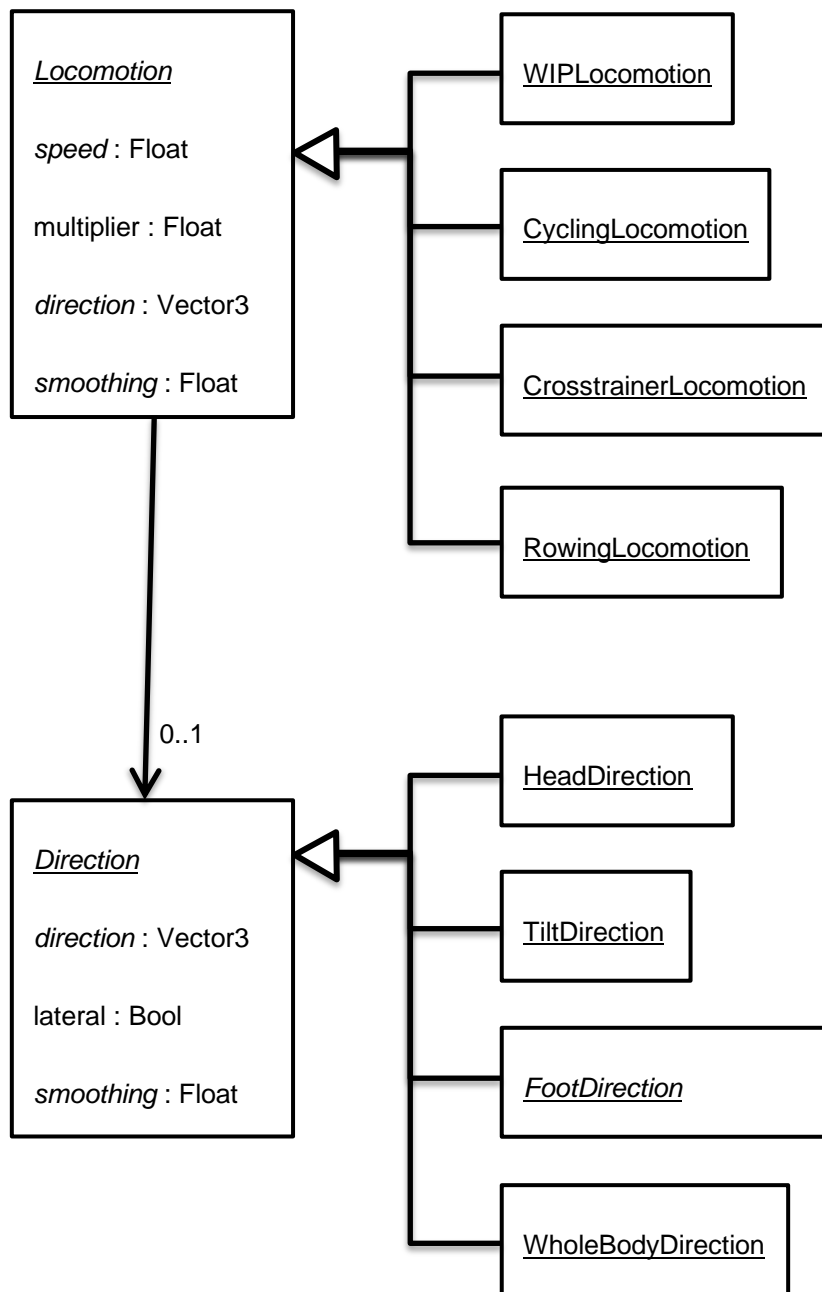 Locomotion
speed : Float
multiplier : Float
direction : Vector3
smoothing : Float
WIPLocomotion
CyclingLocomotion
CrosstrainerLocomotion
RowingLocomotion
0..1
Direction
direction : Vector3
lateral : Bool
smoothing : Float
HeadDirection
TiltDirection
FootDirection
WholeBodyDirection